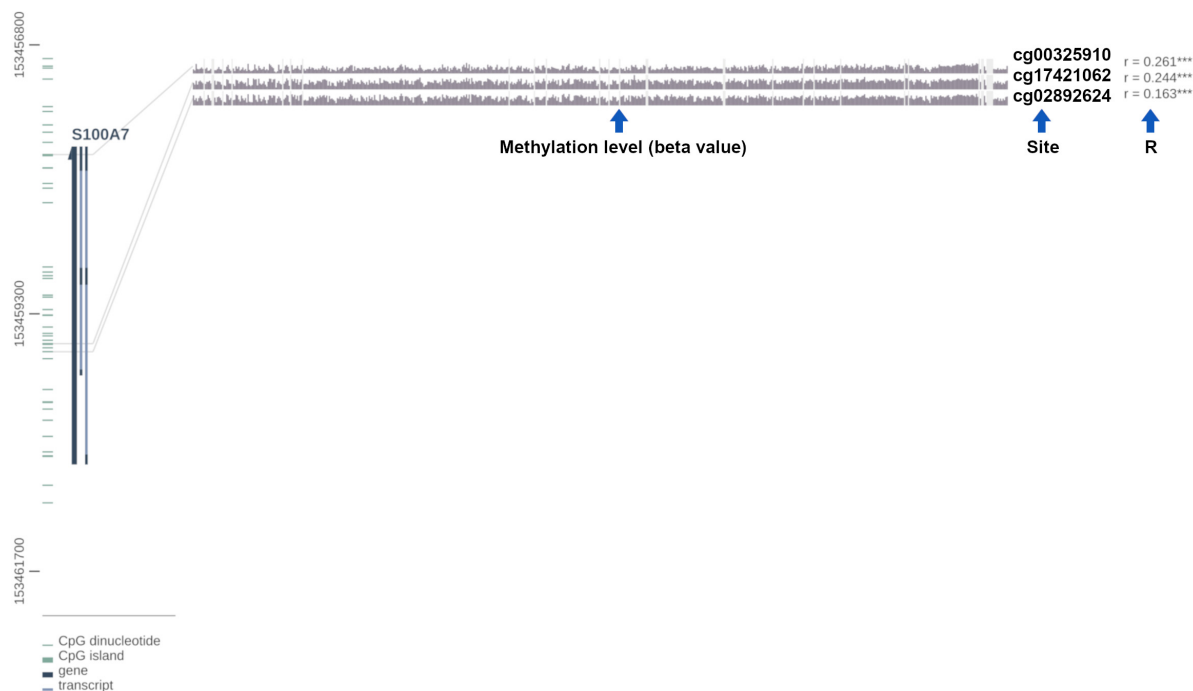 153456800
cg00325910
r = 0.261***
cg17421062
r = 0.244***
cg02892624
r = 0.163***
S100A7
Methylation level (beta value)
Site
R
153459300
153461700
CpG dinucleotide
CpG island
gene
transcript